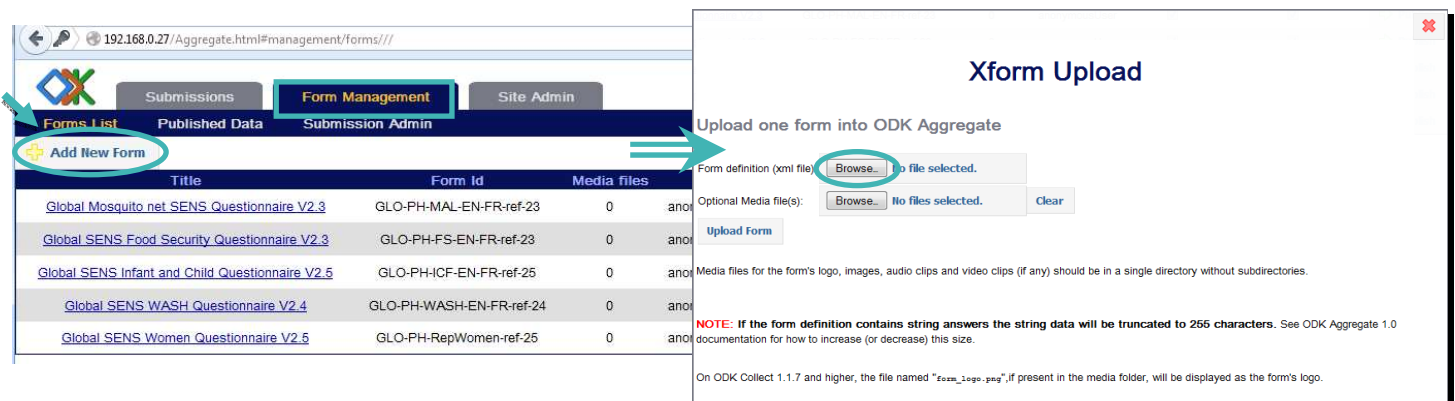 192.168.0.27/Aggregate.html#management/forms///
ODK
Submissions Form Management Site Admin
Forms List Published Data Submission Admin
Add New Form
Title Form Id Media files
Global Mosquito net SENS Questionnaire V2.3 GLO-PH-MAL-EN-FR-ref-23 0 anon
Global SENS Food Security Questionnaire V2.3 GLO-PH-FS-EN-FR-ref-23 0 anon
Global SENS Infant and Child Questionnaire V2.5 GLO-PH-ICF-EN-FR-ref-25 0 anon
Global SENS WASH Questionnaire V2.4 GLO-PH-WASH-EN-FR-ref-24 0 anon
Global SENS Women Questionnaire V2.5 GLO-PH-RepWomen-ref-25 0 anon
Xform Upload
Upload one form into ODK Aggregate
Form definition (xml file) Browse.. No file selected.
Optional Media file(s): Browse.. No files selected. Clear
Upload Form
Media files for the form's logo, images, audio clips and video clips (if any) should be in a single directory without subdirectories.
NOTE: If the form definition contains string answers the string data will be truncated to 255 characters. See ODK Aggregate 1.0
documentation for how to increase (or decrease) this size.
On ODK Collect 1.1.7 and higher, the file named "form_logo.png",if present in the media folder, will be displayed as the form's logo.